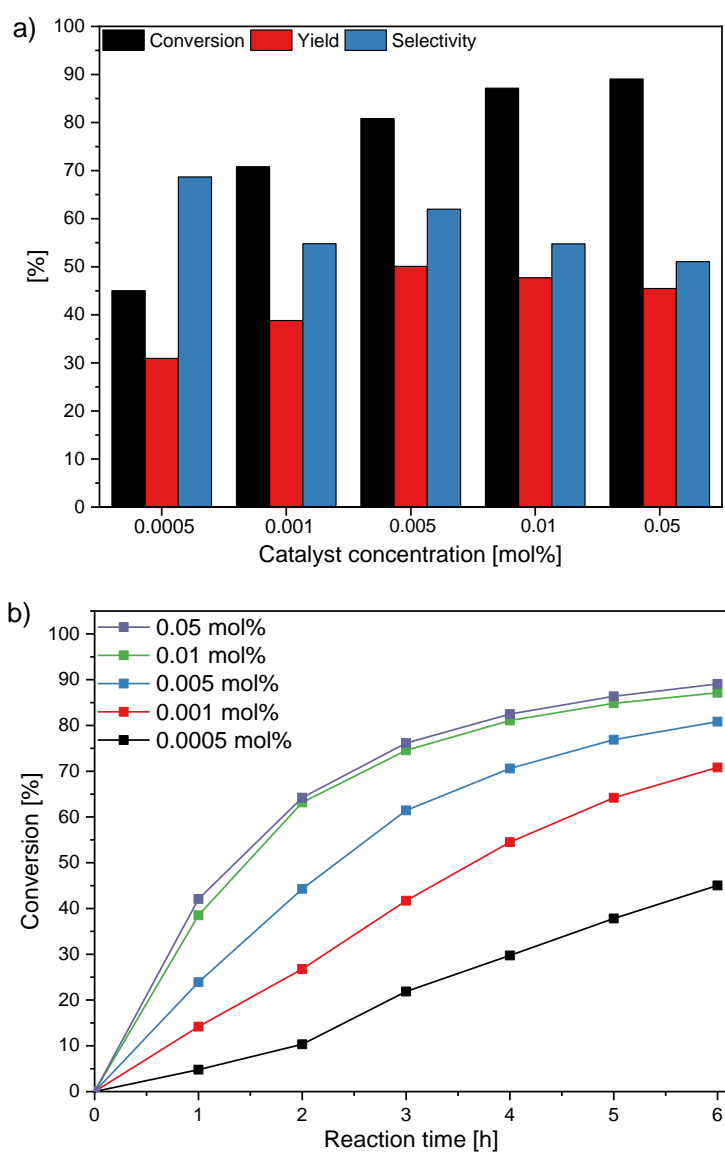 a)
Conversion Yield Selectivity
100
90
80
70
60
50
40
30
20
10
0
[%]
0.0005 0.001 0.005 0.01 0.05
Catalyst concentration [mol%]
b)
0.05 mol%
0.01 mol%
0.005 mol%
0.001 mol%
0.0005 mol%
100
90
80
70
60
50
40
30
20
10
0
Conversion [%]
0 1 2 3 4 5 6
Reaction time [h]